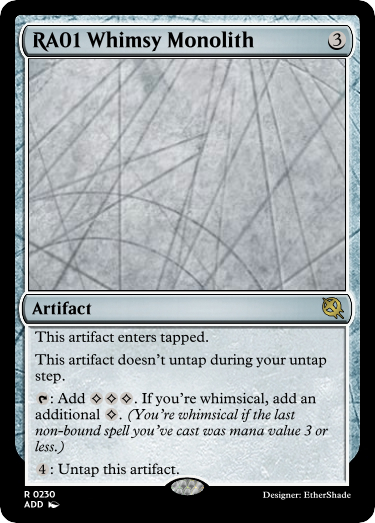 RA01 Whimsy Monolith 3
Artifact
This artifact enters tapped.
This artifact doesn't untap during your untap
step.
: Add . If you're whimsical, add an
additional . (You're whimsical if the last
non-bound spell you've cast was mana value 3 or
less.)
4 : Untap this artifact.
R 0230
ADD
Designer: EtherShade